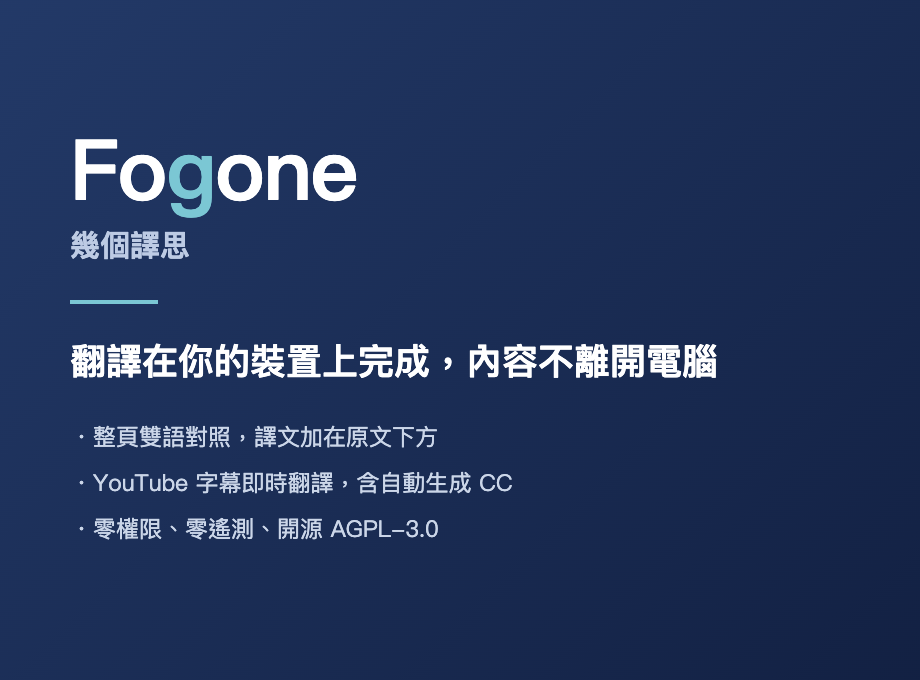 Fogone
幾個譯思
翻譯在你的裝置上完成，內容不離開電腦
·整頁雙語對照，譯文加在原文下方
·YouTube 字幕即時翻譯，含自動生成 CC
·零權限、零遙測、開源 AGPL-3.0